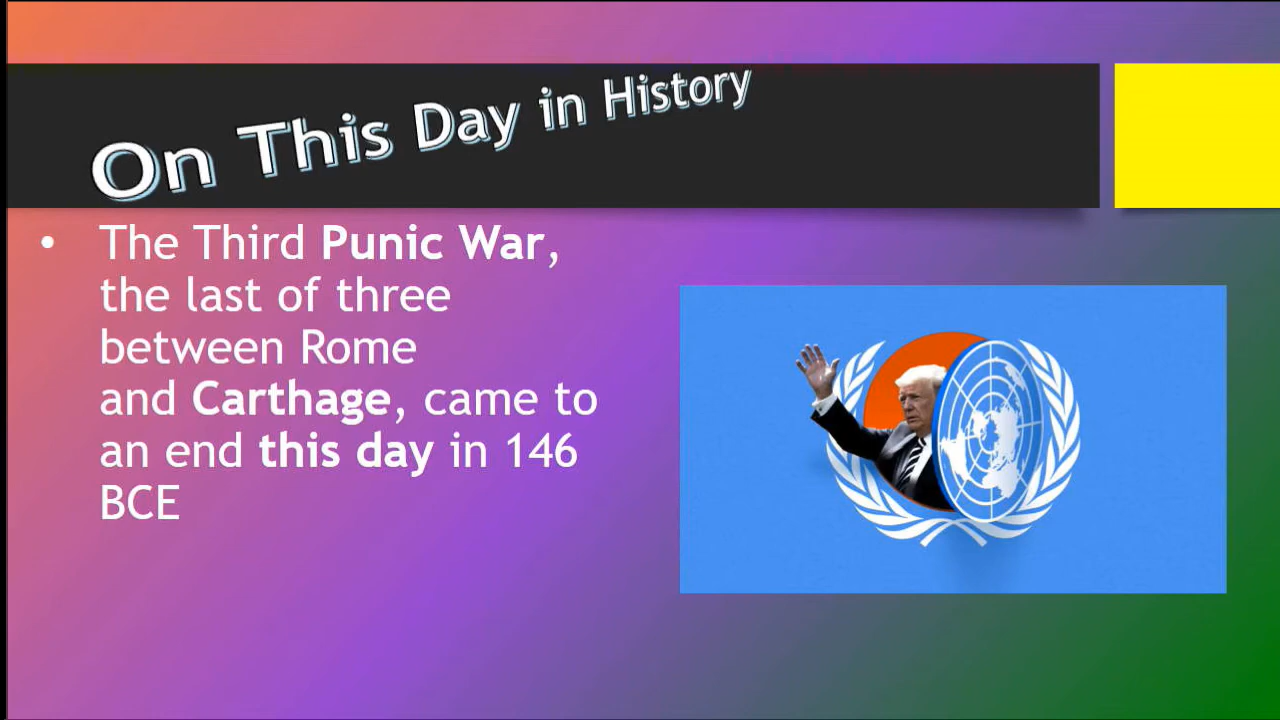 On This Day in History
• The Third Punic War,
the last of three
between Rome
and Carthage, came to
an end this day in 146
BCE